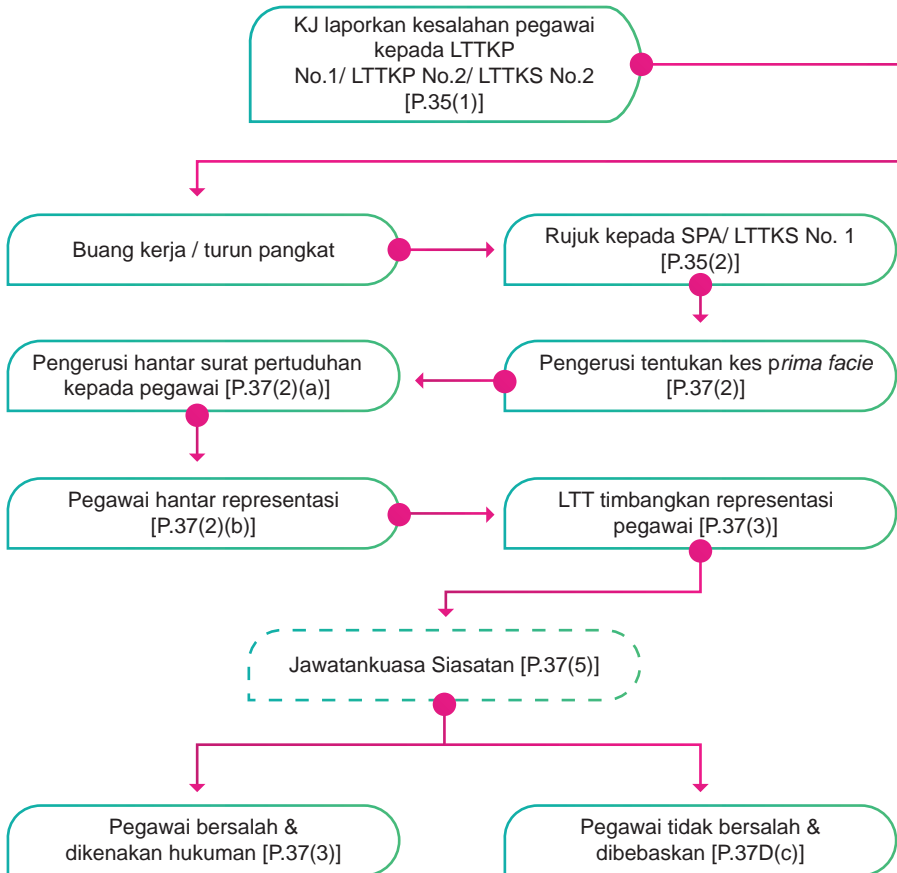 KJ laporkan kesalahan pegawai
kepada LTTKP
No.1/ LTTKP No.2/ LTTKS No.2
[P.35(1)]
Buang kerja / turun pangkat
Rujuk kepada SPA/ LTTKS No. 1
[P.35(2)]
Pengerusi hantar surat pertuduhan
kepada pegawai [P.37(2)(a)]
Pengerusi tentukan kes prima facie
[P.37(2)]
Pegawai hantar representasi
[P.37(2)(b)]
LTT timbangkan representasi
pegawai [P.37(3)]
Jawatankuasa Siasatan [P.37(5)]
Pegawai bersalah &
dikenakan hukuman [P.37(3)]
Pegawai tidak bersalah &
dibebaskan [P.37D(c)]